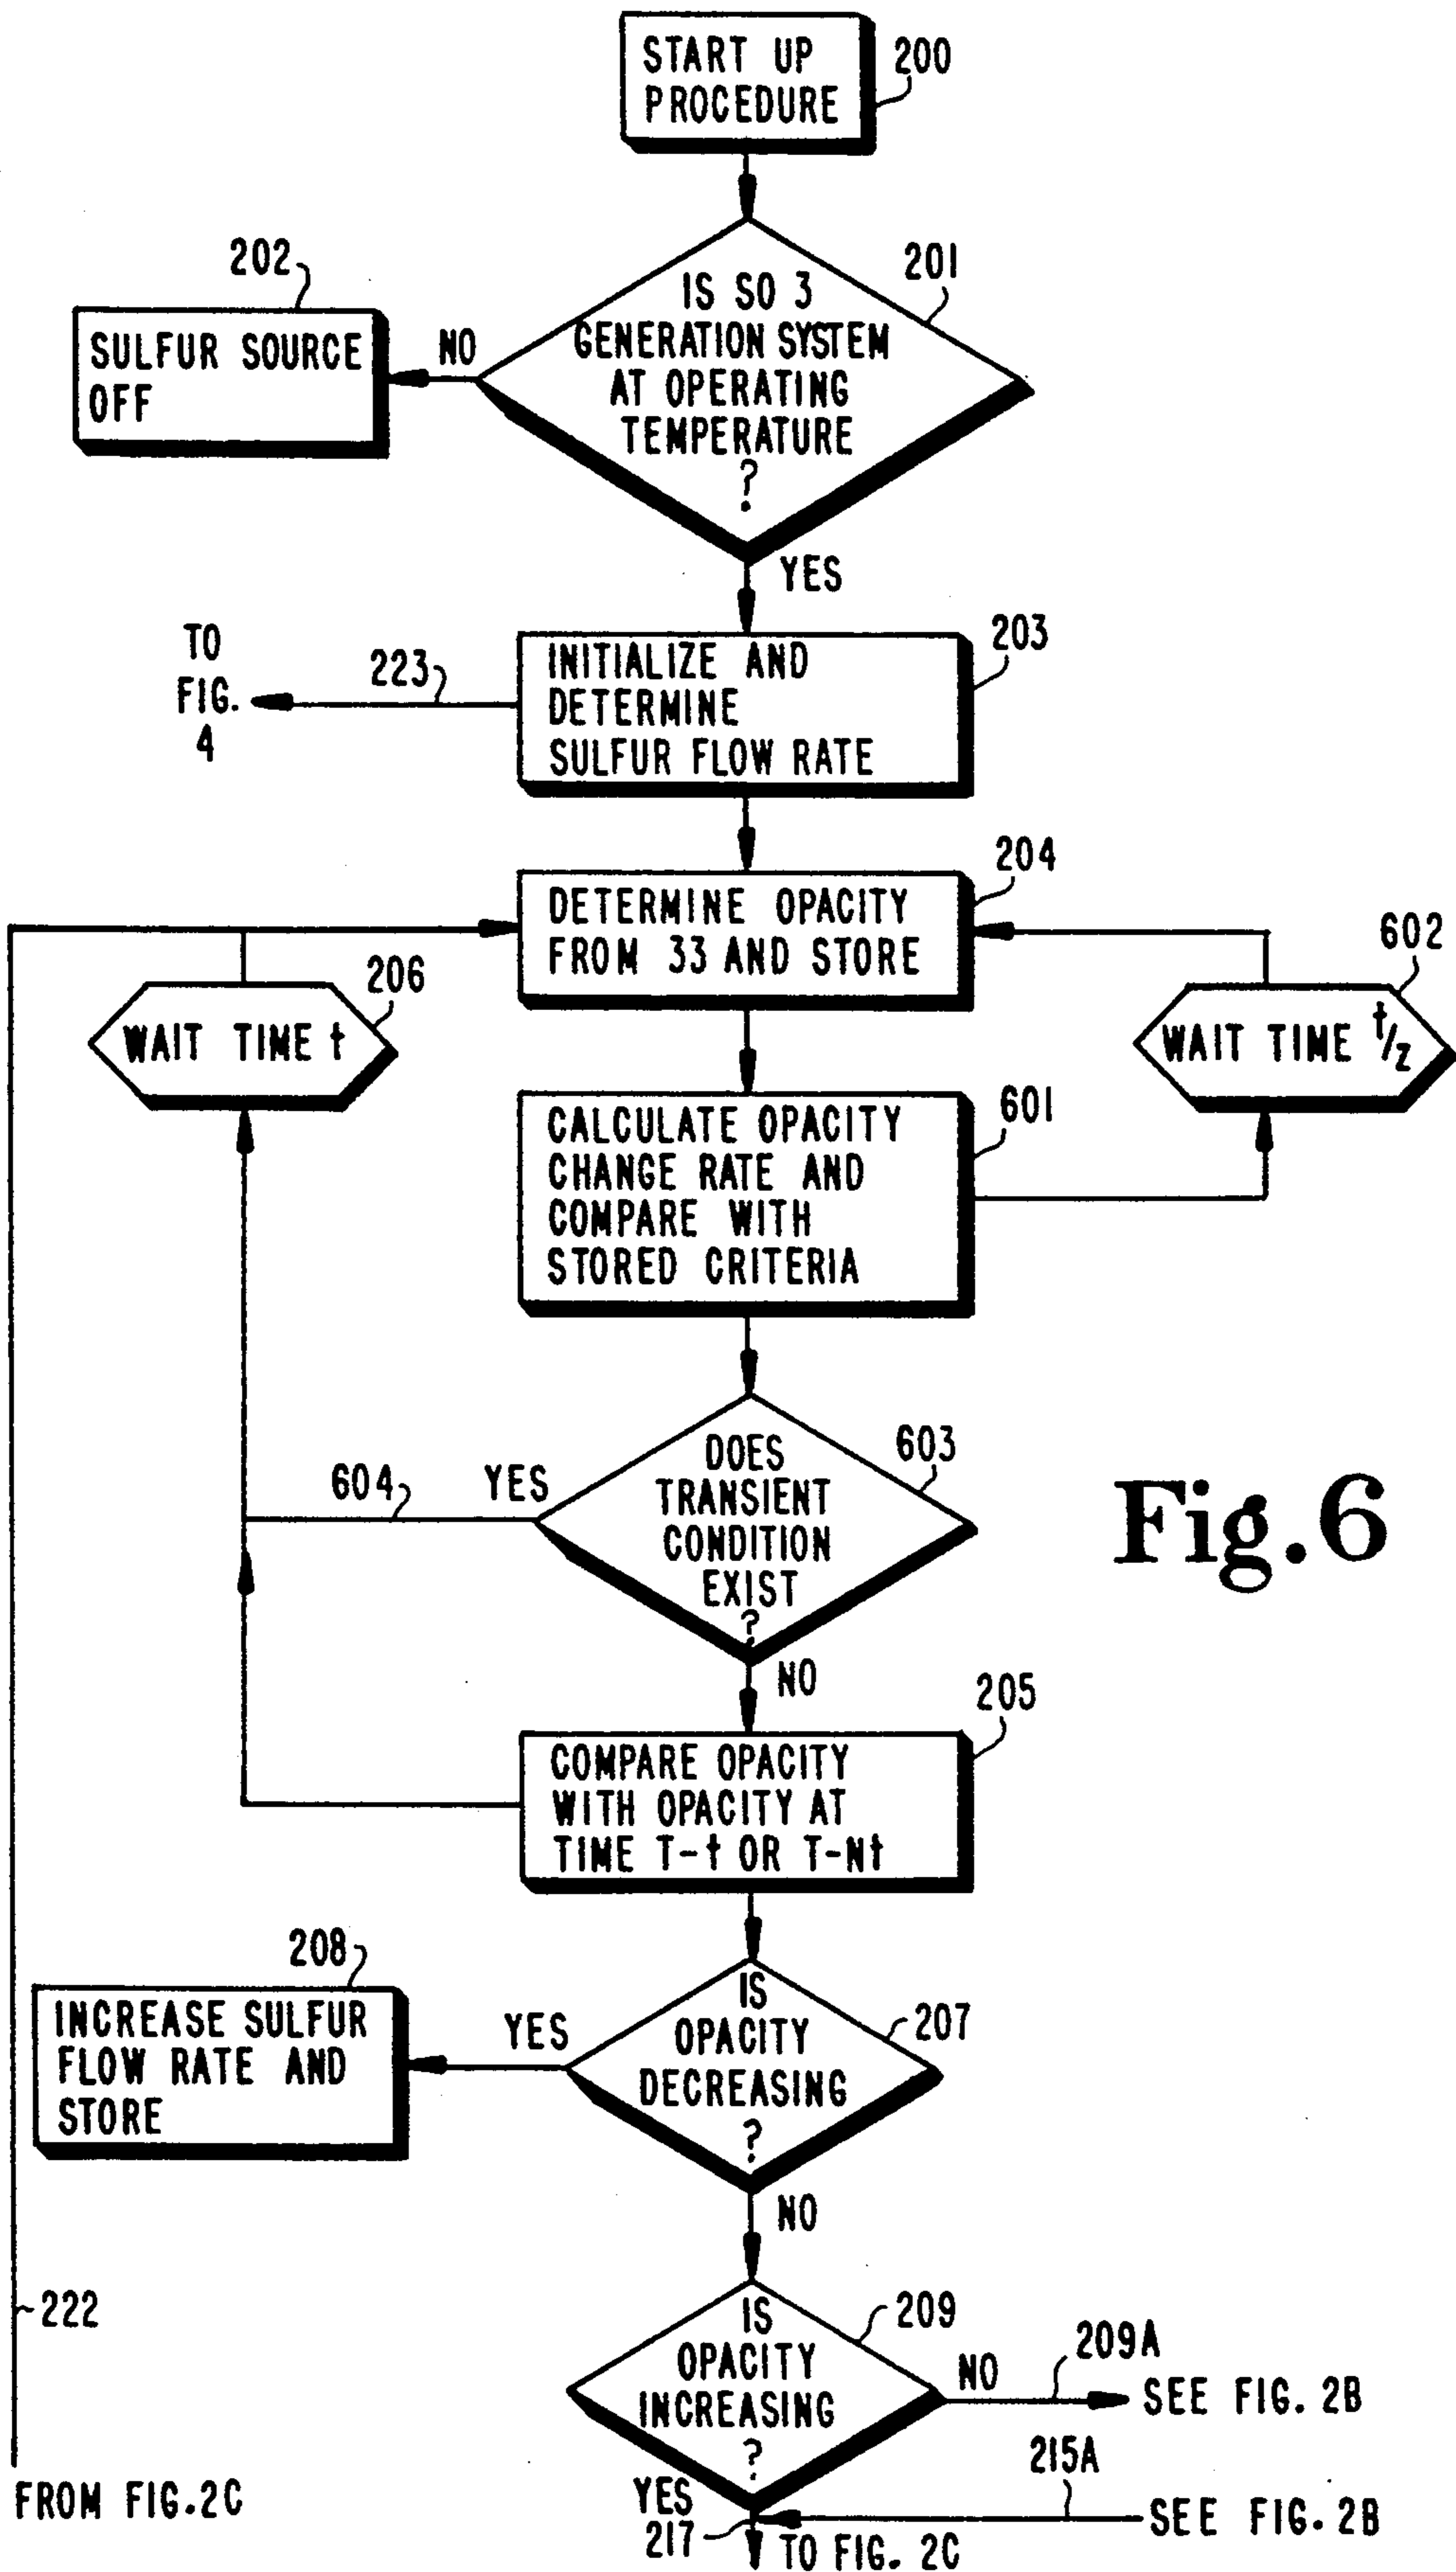 START UP
PROCEDURE
200
202
201
IS SO 3
GENERATION SYSTEM
AT OPERATING
TEMPERATURE
?
NO
SULFUR SOURCE
OFF
YES
203
TO
FIG.
4
223
INITIALIZE AND
DETERMINE
SULFUR FLOW RATE
204
DETERMINE OPACITY
FROM 33 AND STORE
206
WAIT TIME t
602
WAIT TIME t/z
601
CALCULATE OPACITY
CHANGE RATE AND
COMPARE WITH
STORED CRITERIA
603
DOES
TRANSIENT
CONDITION
EXIST
?
604
YES
Fig.6
NO
205
COMPARE OPACITY
WITH OPACITY AT
TIME T-t OR T-Nt
208
INCREASE SULFUR
FLOW RATE AND
STORE
YES
207
IS
OPACITY
DECREASING
?
NO
222
209
IS
OPACITY
INCREASING
?
NO
209A
SEE FIG. 2B
215A
SEE FIG. 2B
YES
217
TO FIG. 2C
FROM FIG.2C